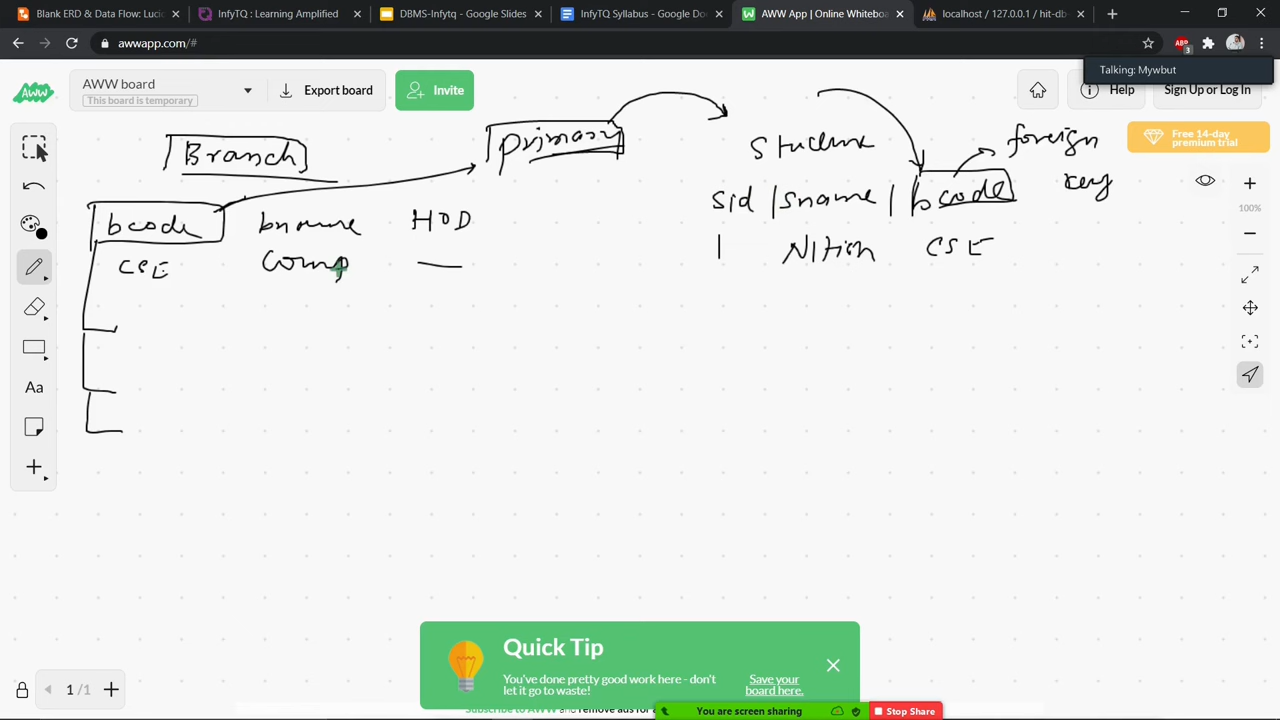 Blank ERD & Data Flow: Lucid
InfyTQ : Learning Amplified
DBMS-Infytq - Google Slides
InfyTQ Syllabus - Google Doc
AWW App | Online Whiteboa
localhost / 127.0.0.1 / hit-db
awwapp.com/#
Talking: Mywbut
AWW board
This board is temporary
Export board
Invite
Help
Sign Up or Log In
Free 14-day
premium trial
Branch
primary
foreign
key
sid | sname | bcode
bcode bname HOD
1 Nitish CSE
CSE Comp —
100%
Aa
Quick Tip
You've done pretty good work here - don't
let it go to waste!
Save your
board here.
1 / 1
You are screen sharing
Stop Share